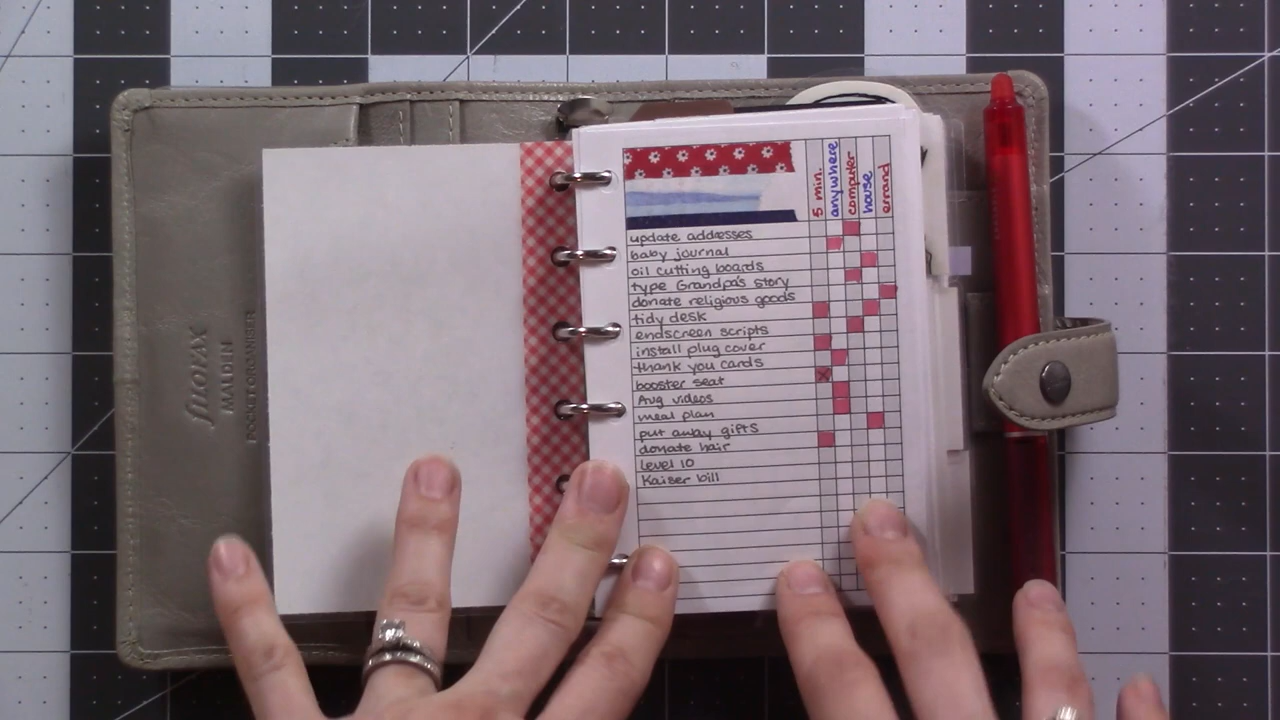 filofax
MALDEN
POCKET ORGANISER
5 min.
anywhere
computer
house
errand
update addresses
baby journal
oil cutting boards
type Grandpa's story
donate religious goods
tidy desk
endscreen scripts
install plug cover
thank you cards
booster seat
Aug videos
meal plan
put away gifts
donate hair
Level 10
Kaiser bill